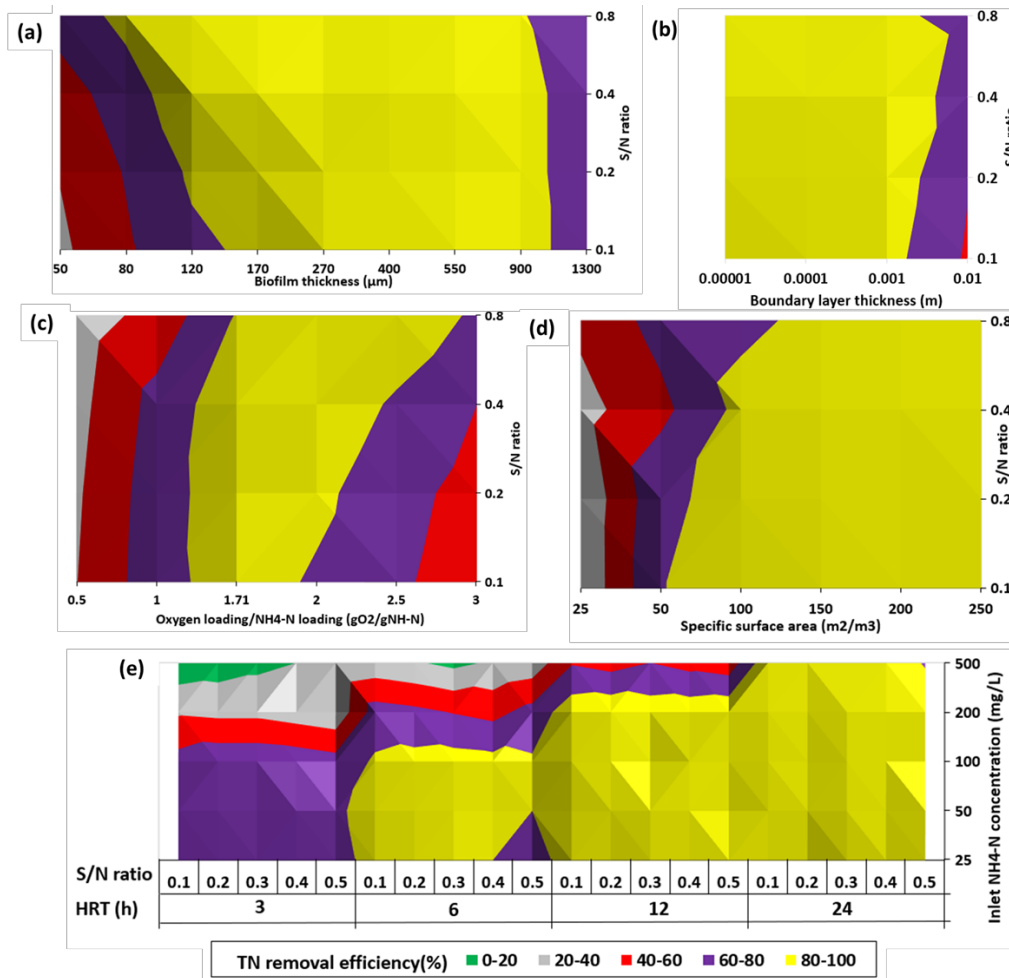 (a)
0.8
0.4
0.2
0.1
S/N ratio
50 80 120 170 270 400 550 900 1300
Biofilm thickness (µm)
(b)
0.8
0.4
0.2
0.1
S/N ratio
0.00001 0.0001 0.001 0.01
Boundary layer thickness (m)
(c)
0.8
0.4
0.2
0.1
S/N ratio
0.5 1 1.71 2 2.5 3
Oxygen loading/NH4-N loading (gO2/gNH-N)
(d)
0.8
0.4
0.2
0.1
S/N ratio
25 50 100 150 200 250
Specific surface area (m2/m3)
(e)
500
200
100
50
25
Inlet NH4-N concentration (mg/L)
S/N ratio 0.1 0.2 0.3 0.4 0.5 0.1 0.2 0.3 0.4 0.5 0.1 0.2 0.3 0.4 0.5 0.1 0.2 0.3 0.4 0.5
HRT (h) 3 6 12 24
TN removal efficiency(%) 0-20 20-40 40-60 60-80 80-100